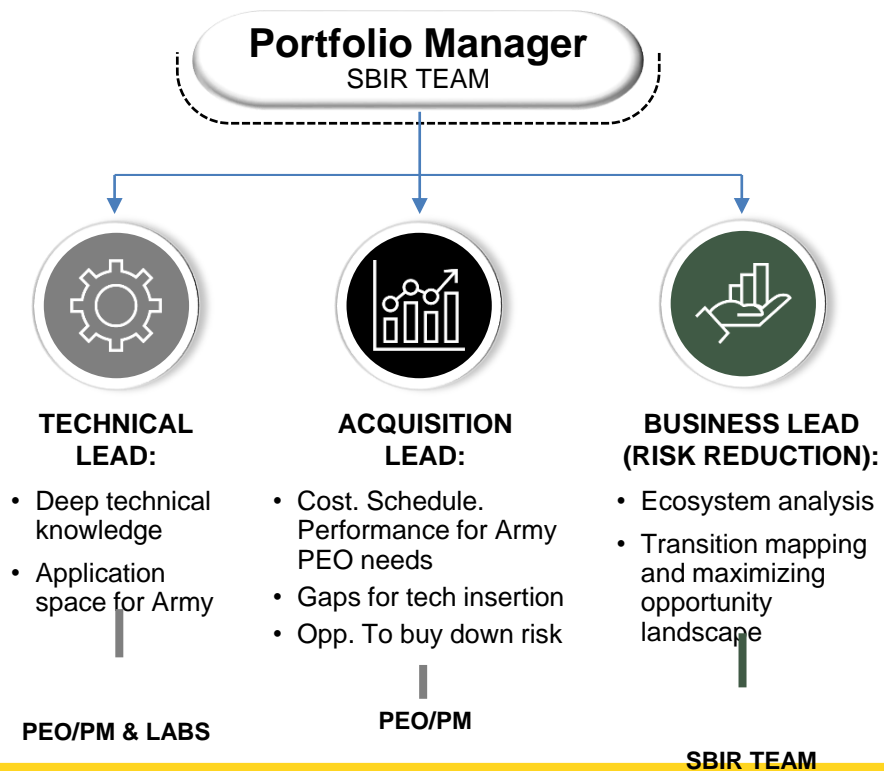 Portfolio Manager
SBIR TEAM
TECHNICAL
LEAD:
• Deep technical
knowledge
• Application
space for Army
PEO/PM & LABS
ACQUISITION
LEAD:
• Cost. Schedule.
Performance for Army
PEO needs
• Gaps for tech insertion
• Opp. To buy down risk
PEO/PM
BUSINESS LEAD
(RISK REDUCTION):
• Ecosystem analysis
• Transition mapping
and maximizing
opportunity
landscape
SBIR TEAM